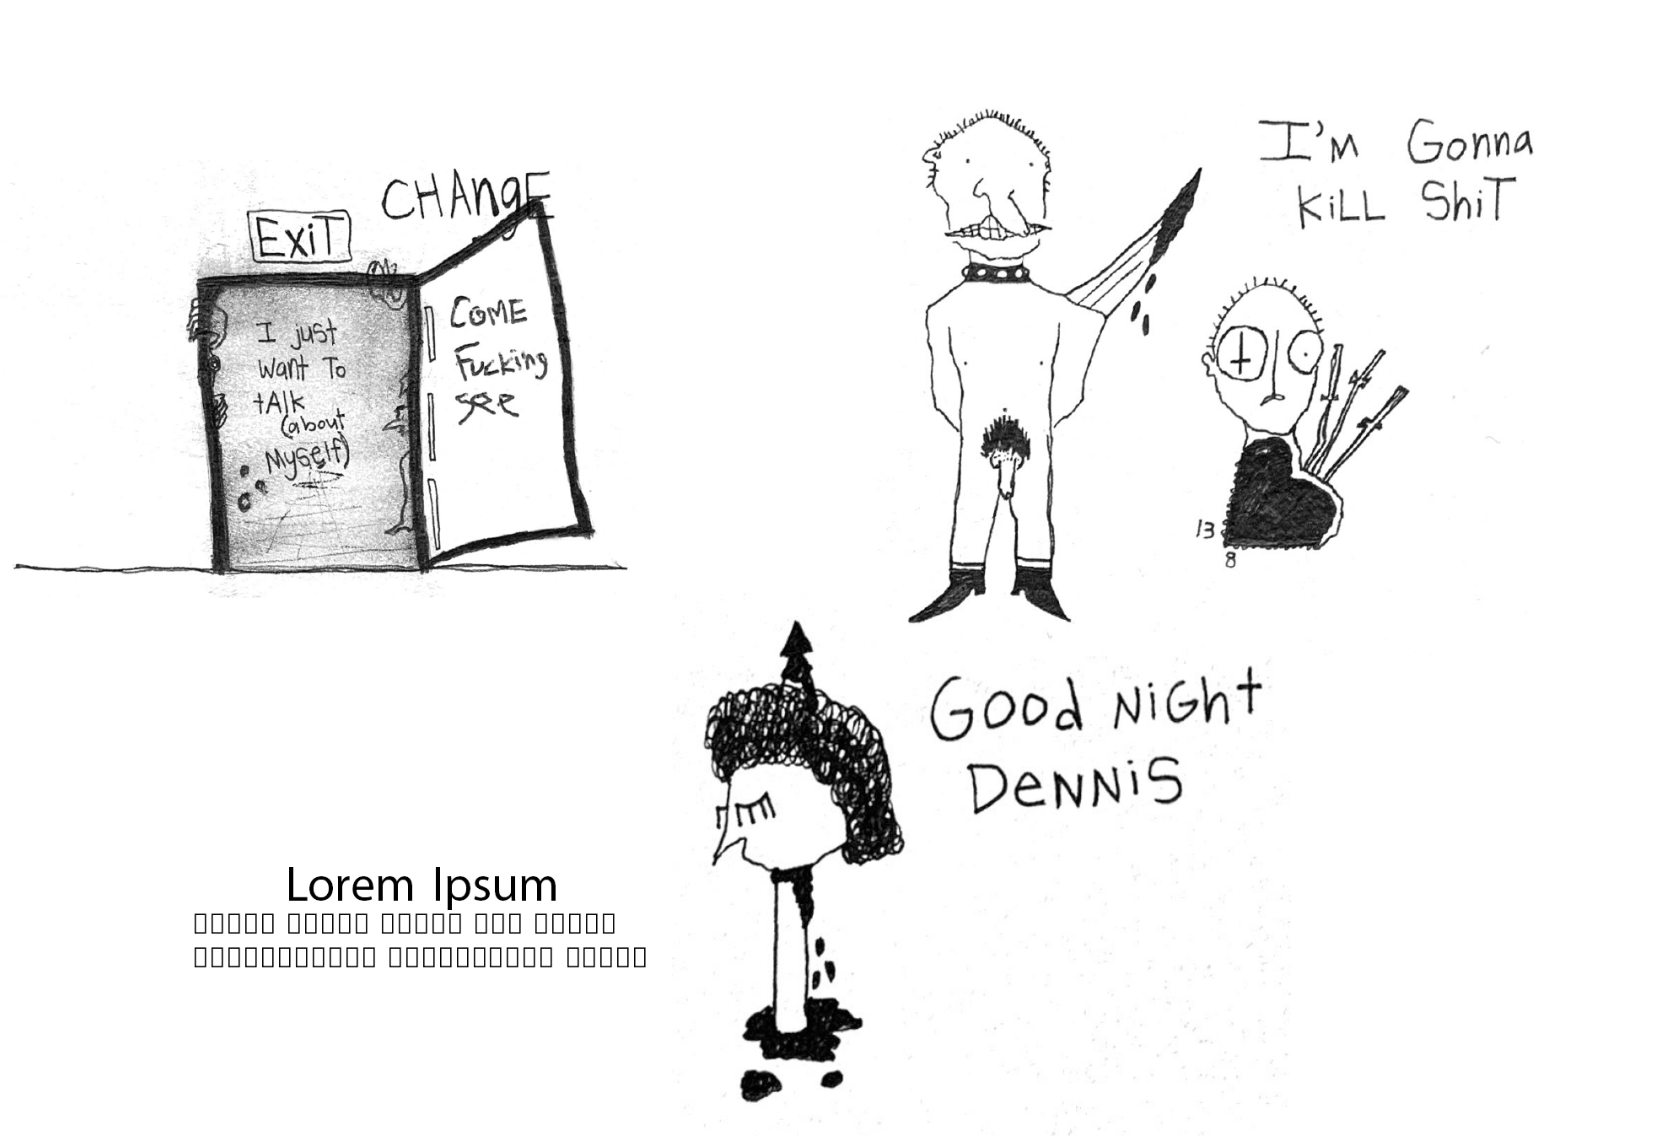 CHAngE
ExiT
I just
want To
tAlk
(about
Myself)
COME
Fucking
see
I'm Gonna
KiLL ShiT
13
8
Good NiGht
DeNNiS
Lorem Ipsum